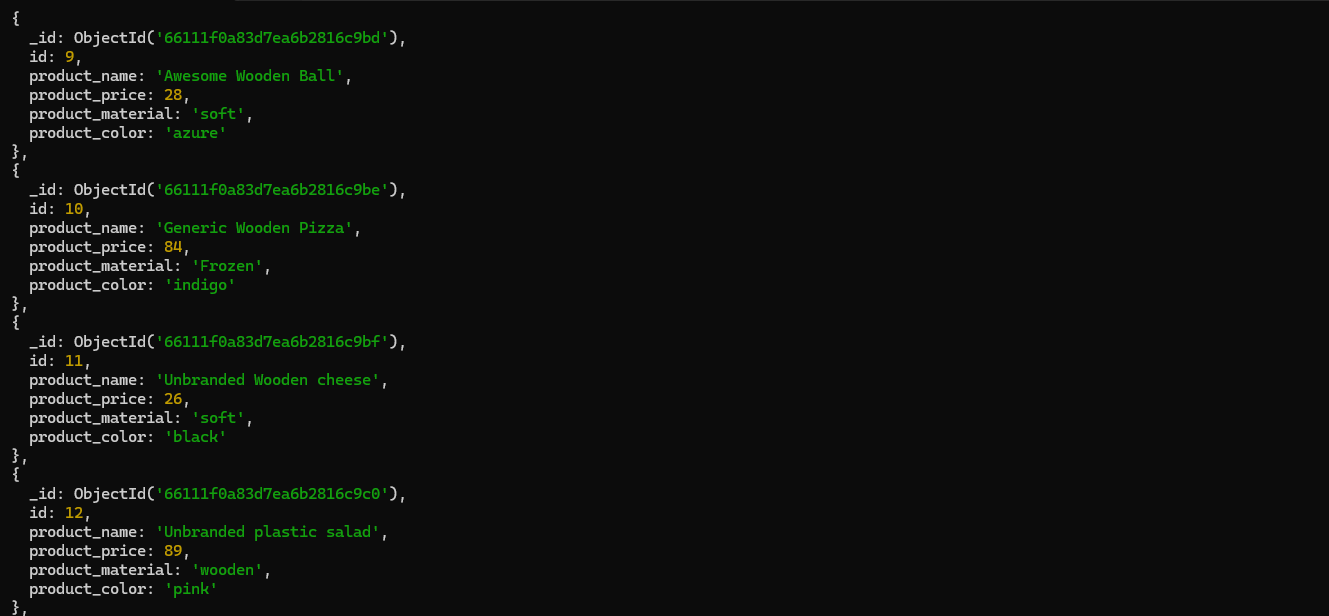 {
  _id: ObjectId('66111f0a83d7ea6b2816c9bd'),
  id: 9,
  product_name: 'Awesome Wooden Ball',
  product_price: 28,
  product_material: 'soft',
  product_color: 'azure'
},
{
  _id: ObjectId('66111f0a83d7ea6b2816c9be'),
  id: 10,
  product_name: 'Generic Wooden Pizza',
  product_price: 84,
  product_material: 'Frozen',
  product_color: 'indigo'
},
{
  _id: ObjectId('66111f0a83d7ea6b2816c9bf'),
  id: 11,
  product_name: 'Unbranded Wooden cheese',
  product_price: 26,
  product_material: 'soft',
  product_color: 'black'
},
{
  _id: ObjectId('66111f0a83d7ea6b2816c9c0'),
  id: 12,
  product_name: 'Unbranded plastic salad',
  product_price: 89,
  product_material: 'wooden',
  product_color: 'pink'
},